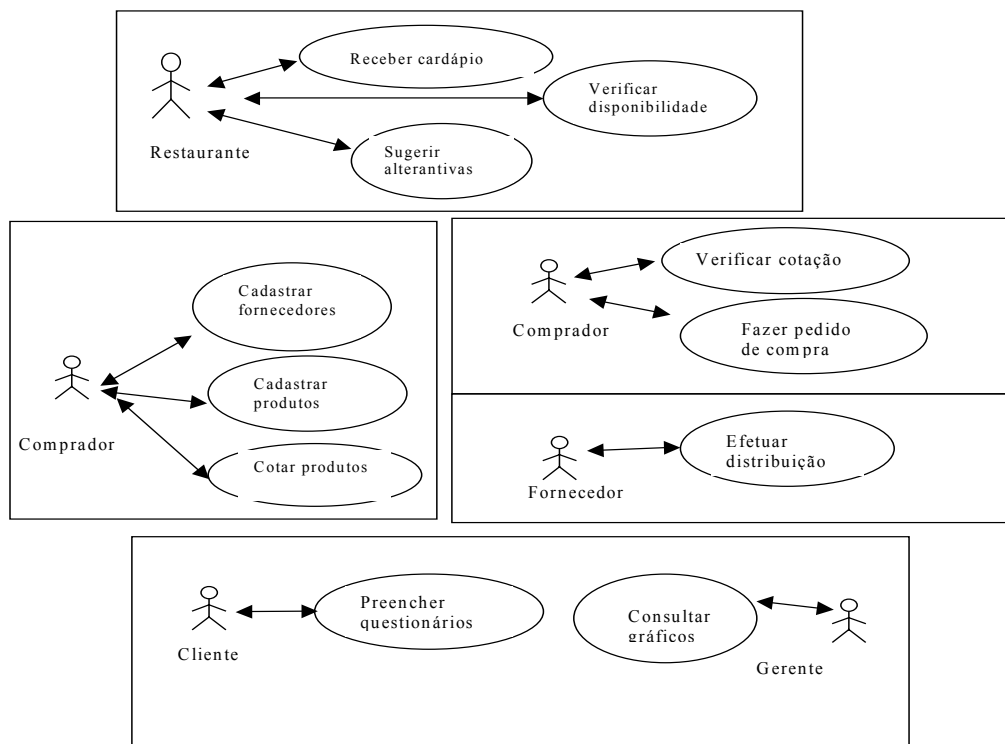 Receber cardápio
Verificar
disponibilidade
Restaurante
Sugerir
alterantivas
Cadastrar
fornecedores
Cadastrar
produtos
Comprador
Cotar produtos
Verificar cotação
Comprador
Fazer pedido
de compra
Efetuar
distribuição
Fornecedor
Preencher
questionários
Cliente
Consultar
gráficos
Gerente